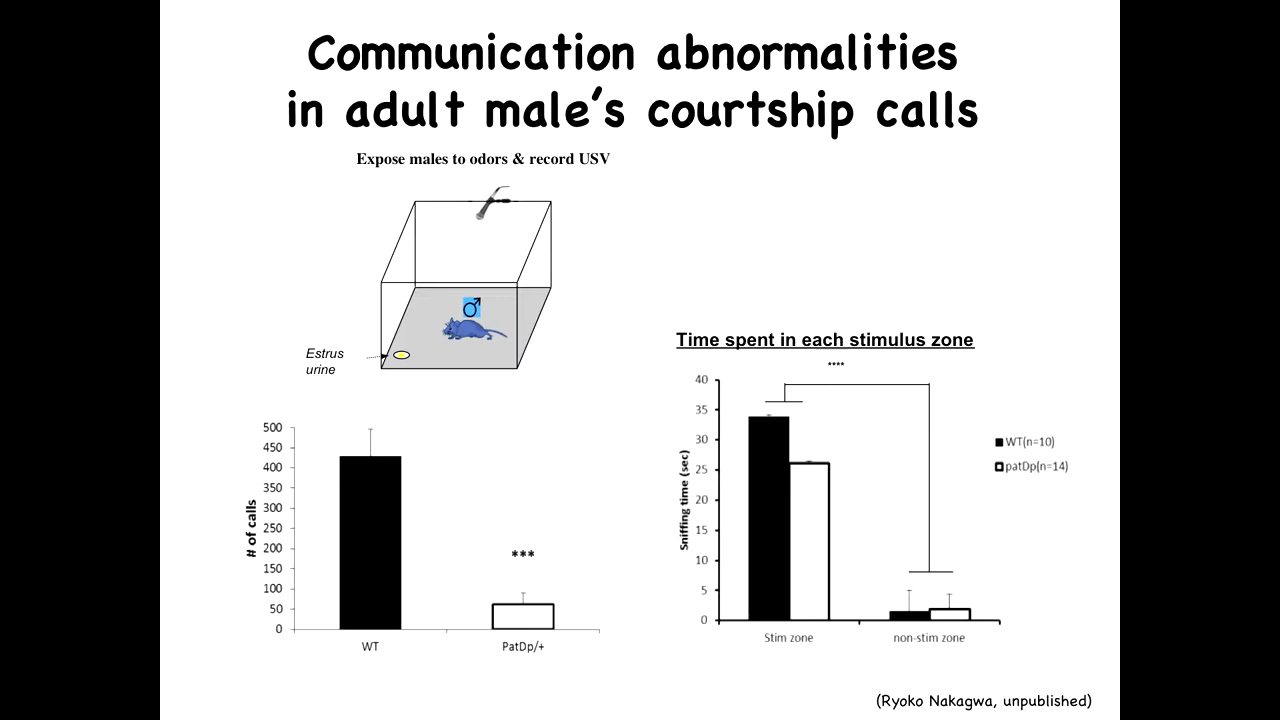 Communication abnormalities
in adult male's courtship calls
Expose males to odors & record USV
♂
Estrus
urine
500
450
400
350
300
250
200
150
100
50
0
# of calls
***
WT
PatDp/+
Time spent in each stimulus zone
****
40
35
30
25
20
15
10
5
0
Sniffing time (sec)
Stim zone
non-stim zone
WT(n=10)
patDp(n=14)
(Ryoko Nakagwa, unpublished)